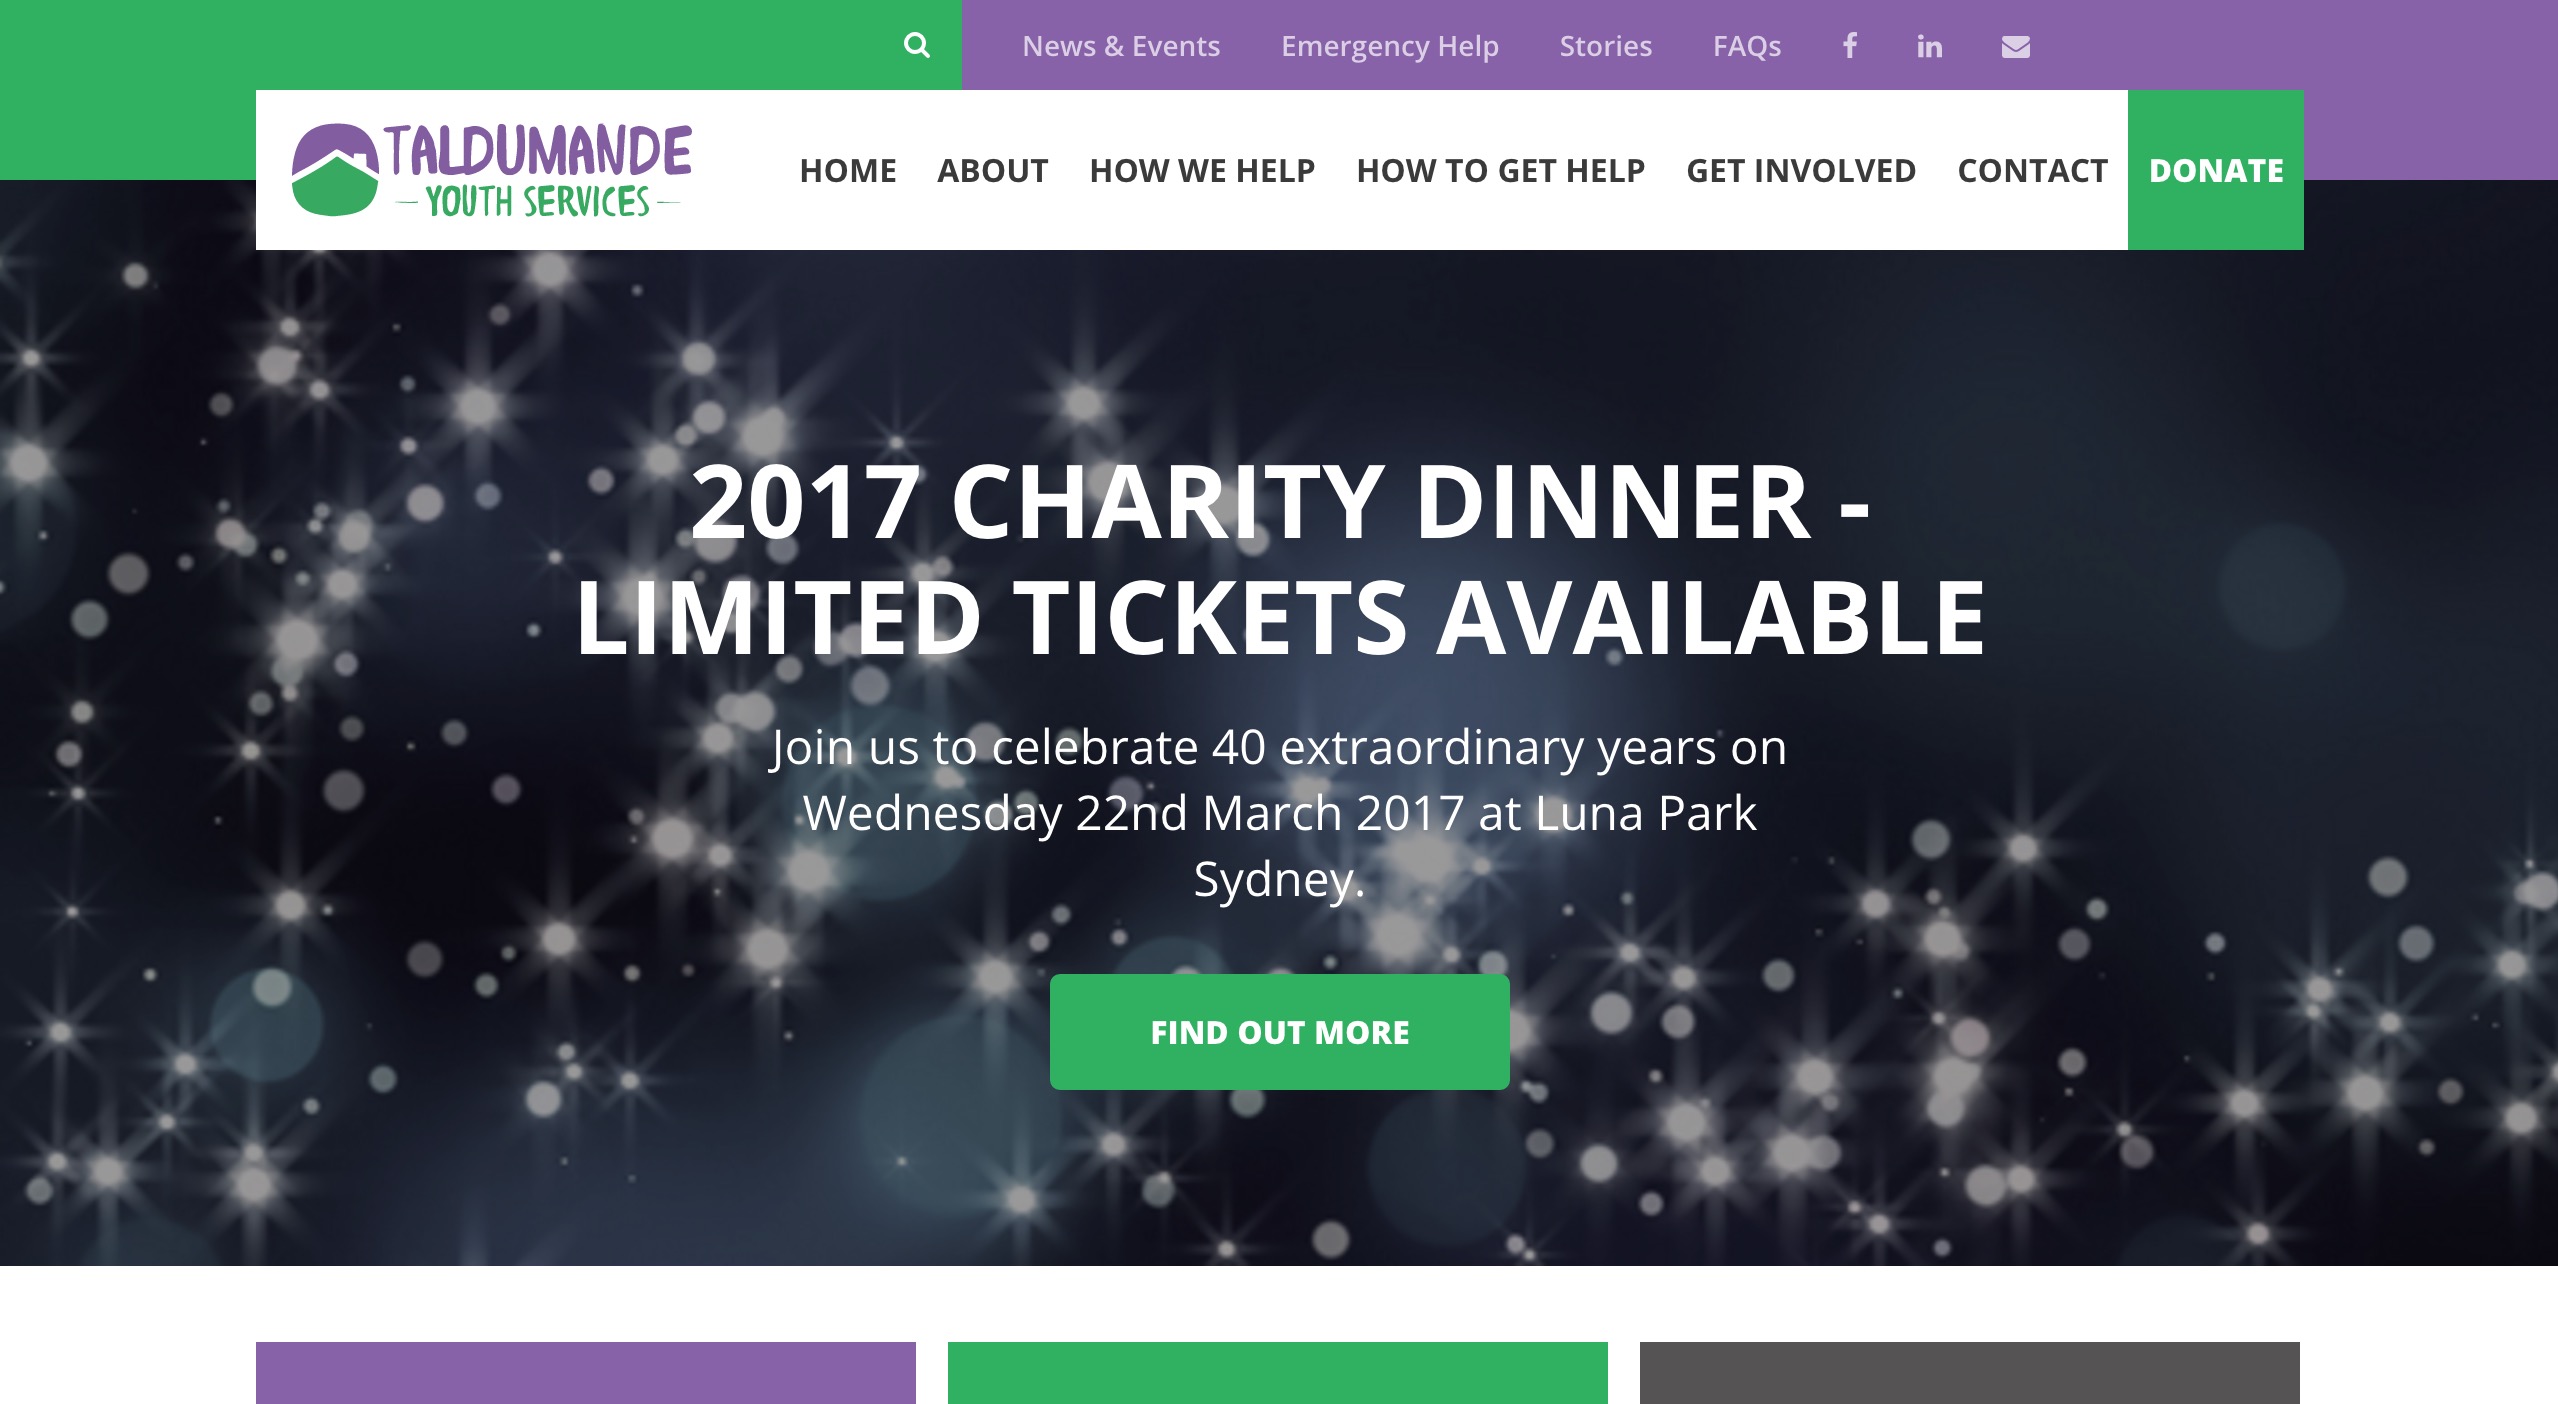 News & Events Emergency Help Stories FAQs
TALDUMANDE
YOUTH SERVICES
HOME ABOUT HOW WE HELP HOW TO GET HELP GET INVOLVED CONTACT DONATE
2017 CHARITY DINNER -
LIMITED TICKETS AVAILABLE
Join us to celebrate 40 extraordinary years on
Wednesday 22nd March 2017 at Luna Park
Sydney.
FIND OUT MORE